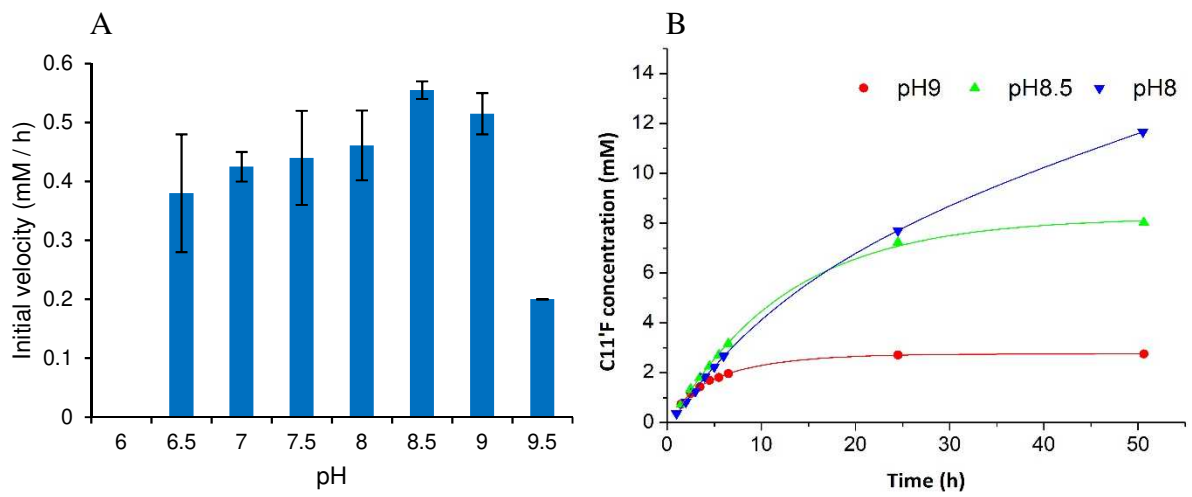 A
Initial velocity (mM / h)
0.6
0.5
0.4
0.3
0.2
0.1
0
6 6.5 7 7.5 8 8.5 9 9.5
pH
B
C11'F concentration (mM)
14
12
10
8
6
4
2
0
pH9 pH8.5 pH8
0 10 20 30 40 50
Time (h)